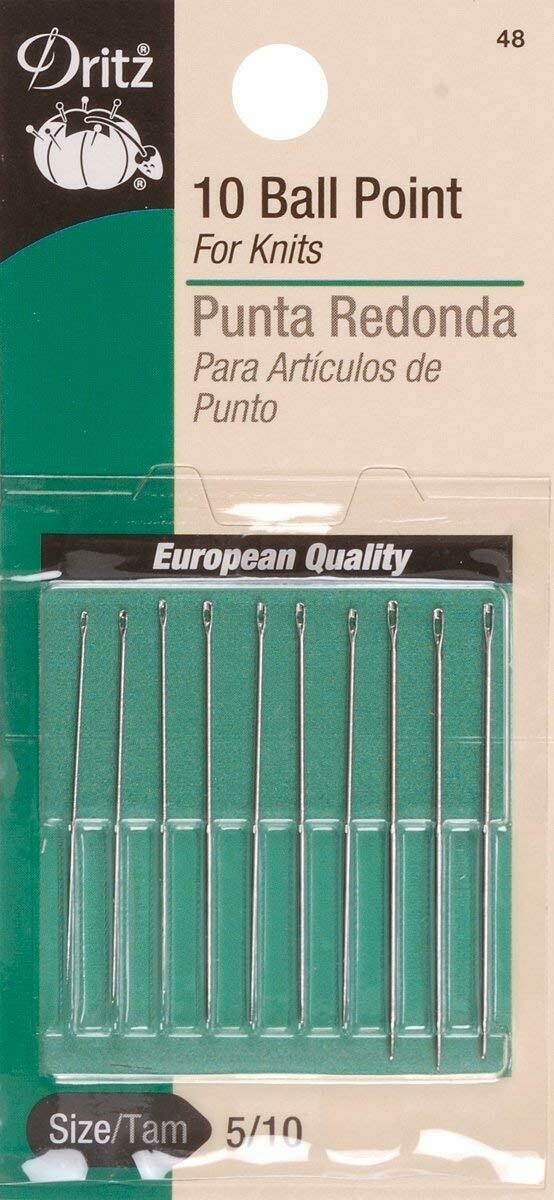 Dritz®
®
48
10 Ball Point
For Knits
Punta Redonda
Para Artículos de
Punto
European Quality
Size/Tam 5/10